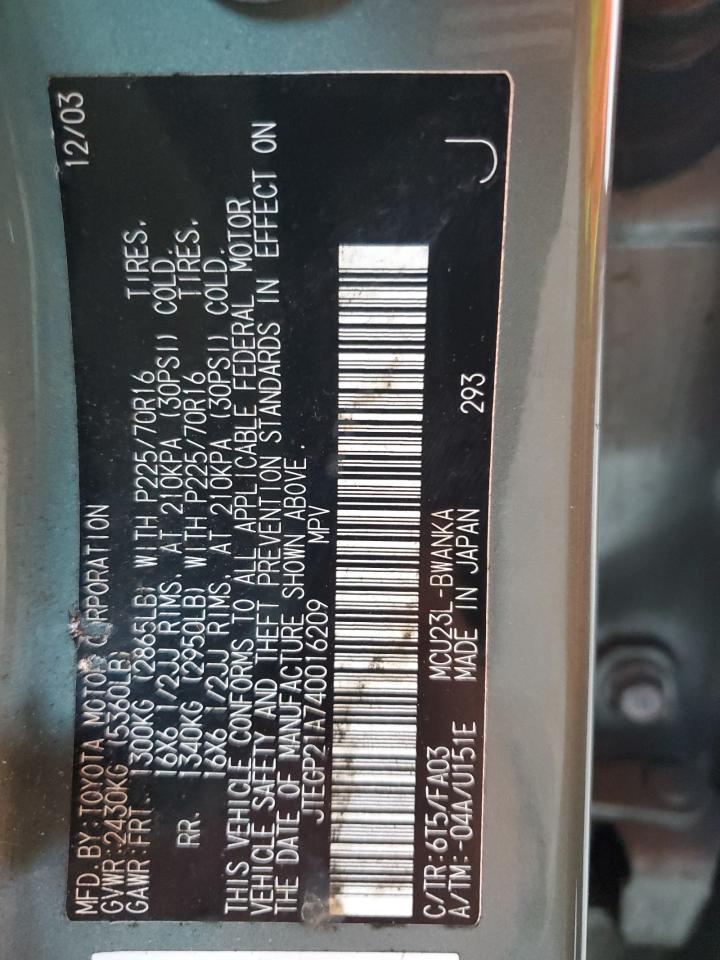 12/03
MFD. BY: TOYOTA MOTOR CORPORATION
GVWR: 2430KG (5360LB)
GAWR: FRT. 1300KG (2865LB) WITH P225/70R16 TIRES,
16X6 1/2JJ RIMS, AT 210KPA (30PSI) COLD.
RR. 1340KG (2950LB) WITH P225/70R16 TIRES,
16X6 1/2JJ RIMS, AT 210KPA (30PSI) COLD.
THIS VEHICLE CONFORMS TO ALL APPLICABLE FEDERAL MOTOR
VEHICLE SAFETY AND THEFT PREVENTION STANDARDS IN EFFECT ON
THE DATE OF MANUFACTURE SHOWN ABOVE.
JTEGP21A740016209 MPV
C/TR: 6T5/FA03 MCU23L-BWANKA
A/TM: -04A/U151E MADE IN JAPAN 293
J